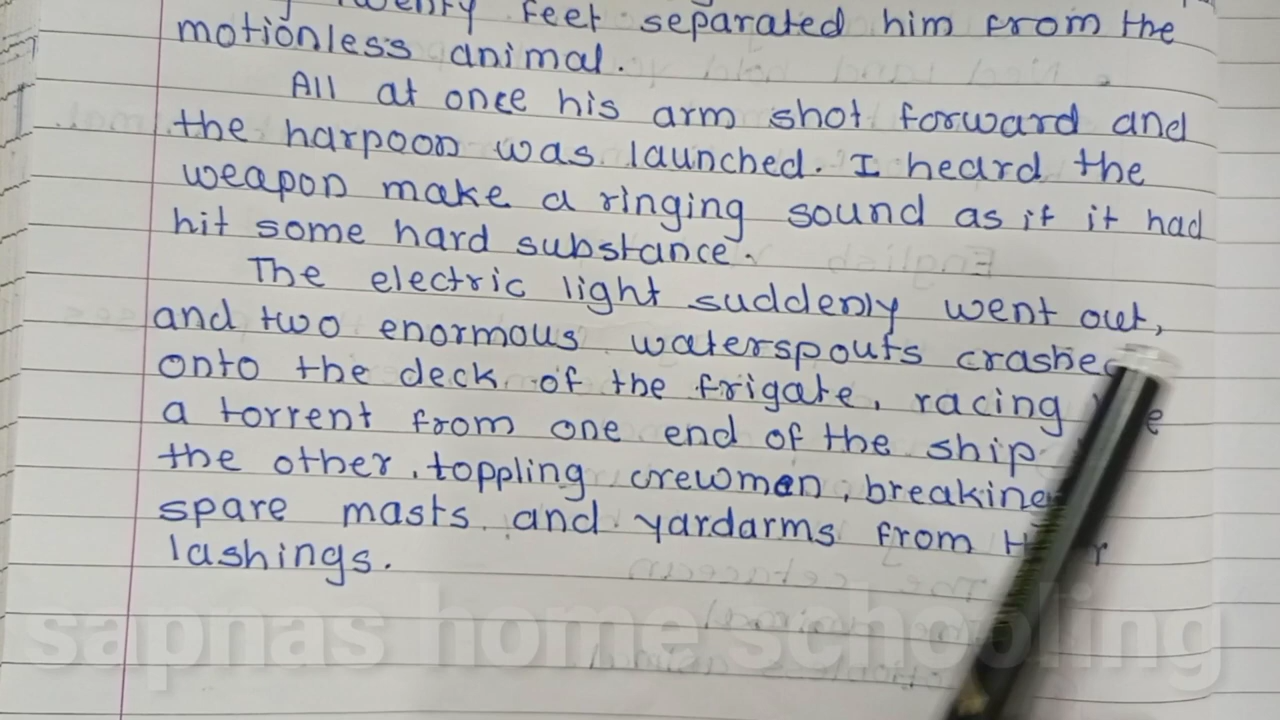 twenty feet separated him from the
motionless animal.
All at once his arm shot forward and
the harpoon was launched. I heard the
weapon make a ringing sound as if it had
hit some hard substance.
The electric light suddenly went out,
and two enormous waterspouts crashed
onto the deck of the frigate, racing
a torrent from one end of the ship
the other, toppling crewmen, breaking
spare masts and yardarms from
lashings.
sapnas home schooling